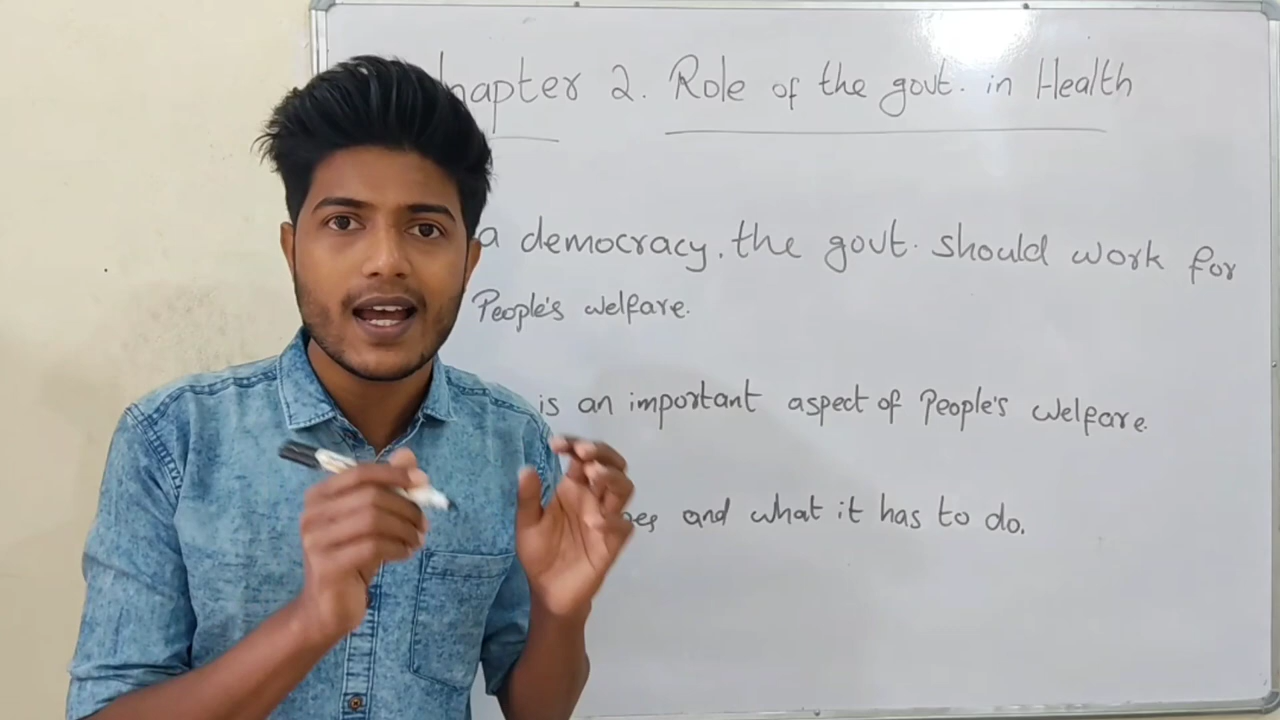 hapter 2. Role of the govt. in Health
a democracy, the govt. should work for
People's welfare.
is an important aspect of People's welfare.
oes and what it has to do.